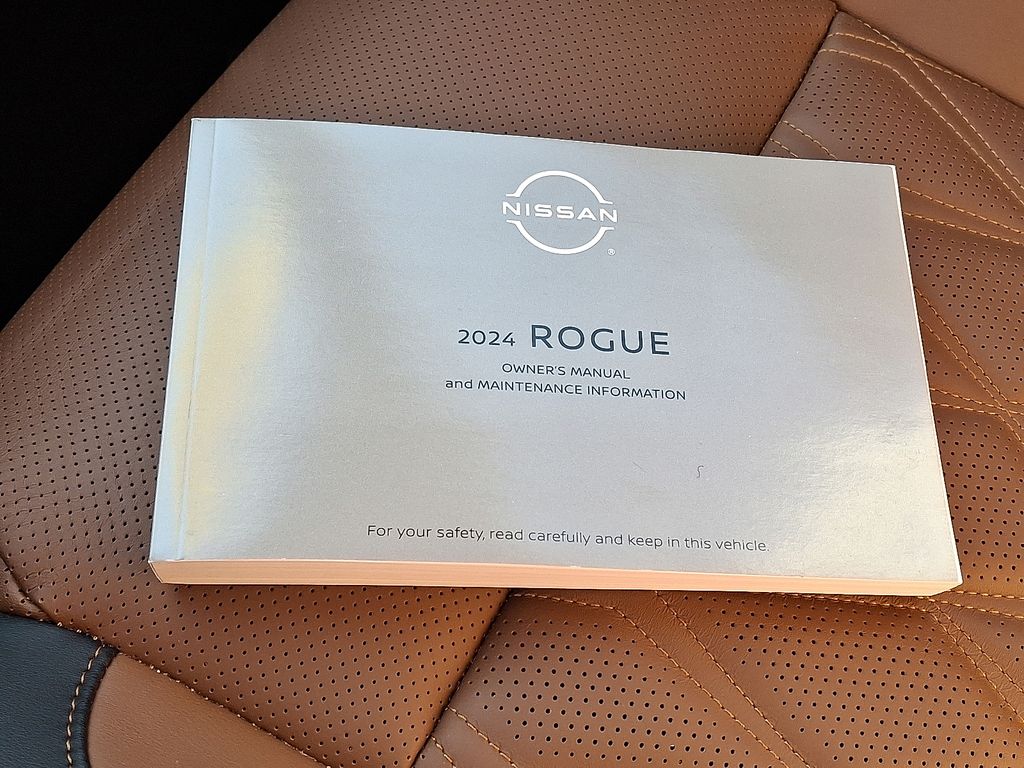 NISSAN
®
2024 ROGUE
OWNER'S MANUAL
and MAINTENANCE INFORMATION
For your safety, read carefully and keep in this vehicle.